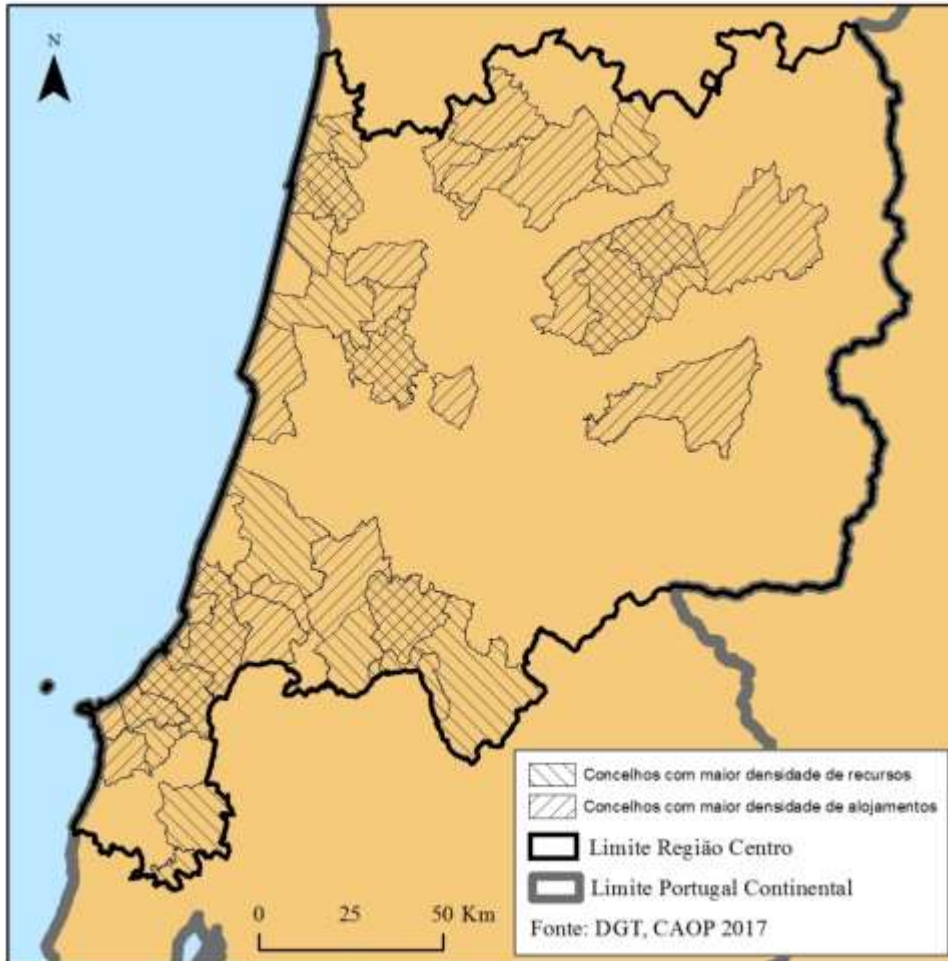 N
Concelhos com maior densidade de recursos
Concelhos com maior densidade de alojamentos
Limite Região Centro
Limite Portugal Continental
Fonte: DGT, CAOP 2017
0 25 50 Km